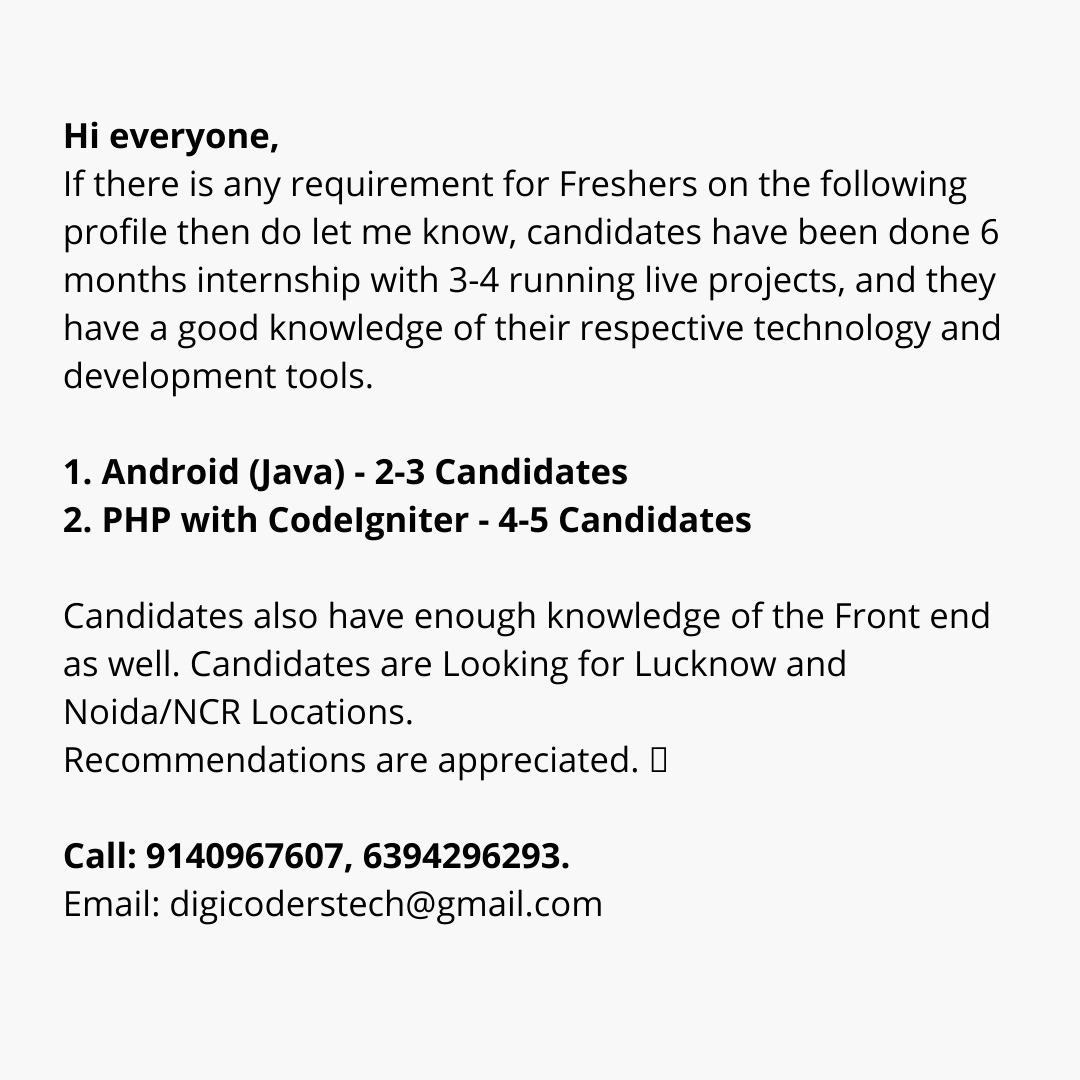 Hi everyone,
If there is any requirement for Freshers on the following
profile then do let me know, candidates have been done 6
months internship with 3-4 running live projects, and they
have a good knowledge of their respective technology and
development tools.
1. Android (Java) - 2-3 Candidates
2. PHP with CodeIgniter - 4-5 Candidates
Candidates also have enough knowledge of the Front end
as well. Candidates are Looking for Lucknow and
Noida/NCR Locations.
Recommendations are appreciated. 
Call: 9140967607, 6394296293.
Email: digicoderstech@gmail.com